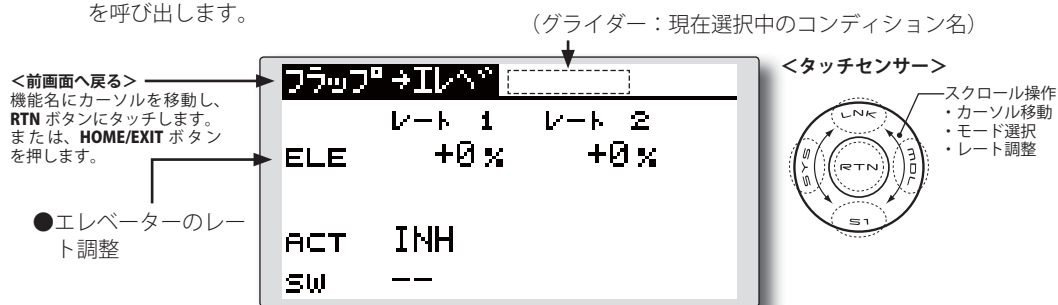 を呼び出します。
（グライダー：現在選択中のコンディション名）
＜前画面へ戻る＞
機能名にカーソルを移動し、
RTN ボタンにタッチします。
または、HOME/EXIT ボタン
を押します。
●エレベーターのレー
ト調整
フラップ→エレベ
レート 1 レート 2
ELE +0% +0%
ACT INH
SW --
＜タッチセンサー＞
スクロール操作
・カーソル移動
・モード選択
・レート調整
LNK
SYS
RTN
MDL
S1